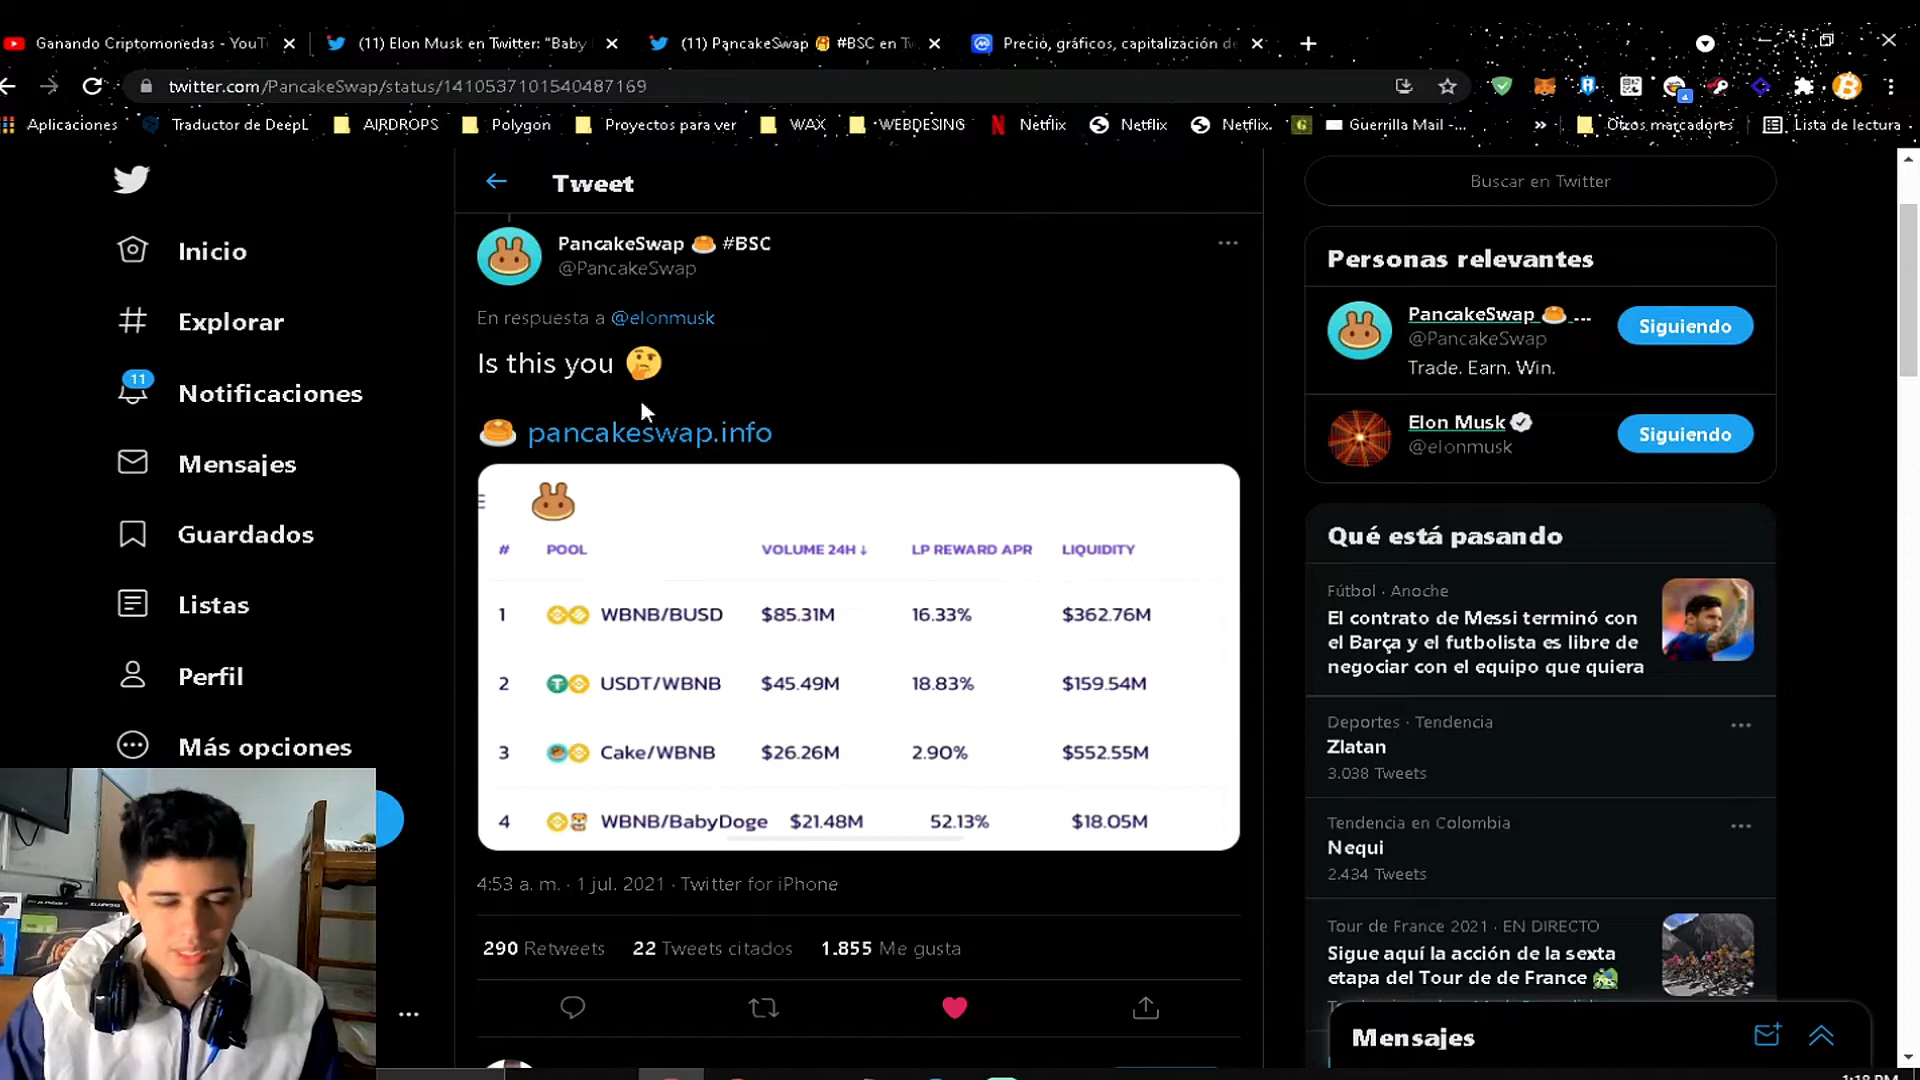 Ganando Criptomonedas - YouT
(11) Elon Musk en Twitter: "Baby
(11) PancakeSwap 🥞 #BSC en Tw
Precio, gráficos, capitalización de
twitter.com/PancakeSwap/status/1410537101540487169
Aplicaciones
Traductor de DeepL
AIRDROPS
Polygon
Proyectos para ver
WAX
WEBDESING
Netflix
Netflix
Netflix.
Guerrilla Mail -...
»
Otros marcadores
Lista de lectura
Inicio
Explorar
11
Notificaciones
Mensajes
Guardados
Listas
Perfil
Más opciones
Tweet
PancakeSwap 🥞 #BSC
@PancakeSwap
En respuesta a @elonmusk
Is this you 🤔
🥞 pancakeswap.info
# POOL VOLUME 24H ↓ LP REWARD APR LIQUIDITY
1 WBNB/BUSD $85.31M 16.33% $362.76M
2 USDT/WBNB $45.49M 18.83% $159.54M
3 Cake/WBNB $26.26M 2.90% $552.55M
4 WBNB/BabyDoge $21.48M 52.13% $18.05M
4:53 a. m. · 1 jul. 2021 · Twitter for iPhone
290 Retweets 22 Tweets citados 1.855 Me gusta
Buscar en Twitter
Personas relevantes
PancakeSwap 🥞 ...
@PancakeSwap
Siguiendo
Trade. Earn. Win.
Elon Musk
@elonmusk
Siguiendo
Qué está pasando
Fútbol · Anoche
El contrato de Messi terminó con
el Barça y el futbolista es libre de
negociar con el equipo que quiera
Deportes · Tendencia
Zlatan
3.038 Tweets
Tendencia en Colombia
Nequi
2.434 Tweets
Tour de France 2021 · EN DIRECTO
Sigue aquí la acción de la sexta
etapa del Tour de de France 🚵
Mensajes
1:18 PM